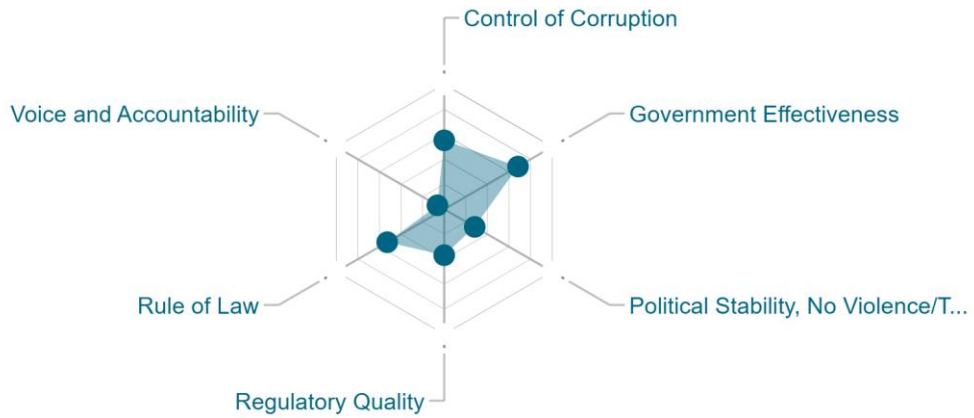 Control of Corruption
Voice and Accountability
Government Effectiveness
Rule of Law
Political Stability, No Violence/T...
Regulatory Quality